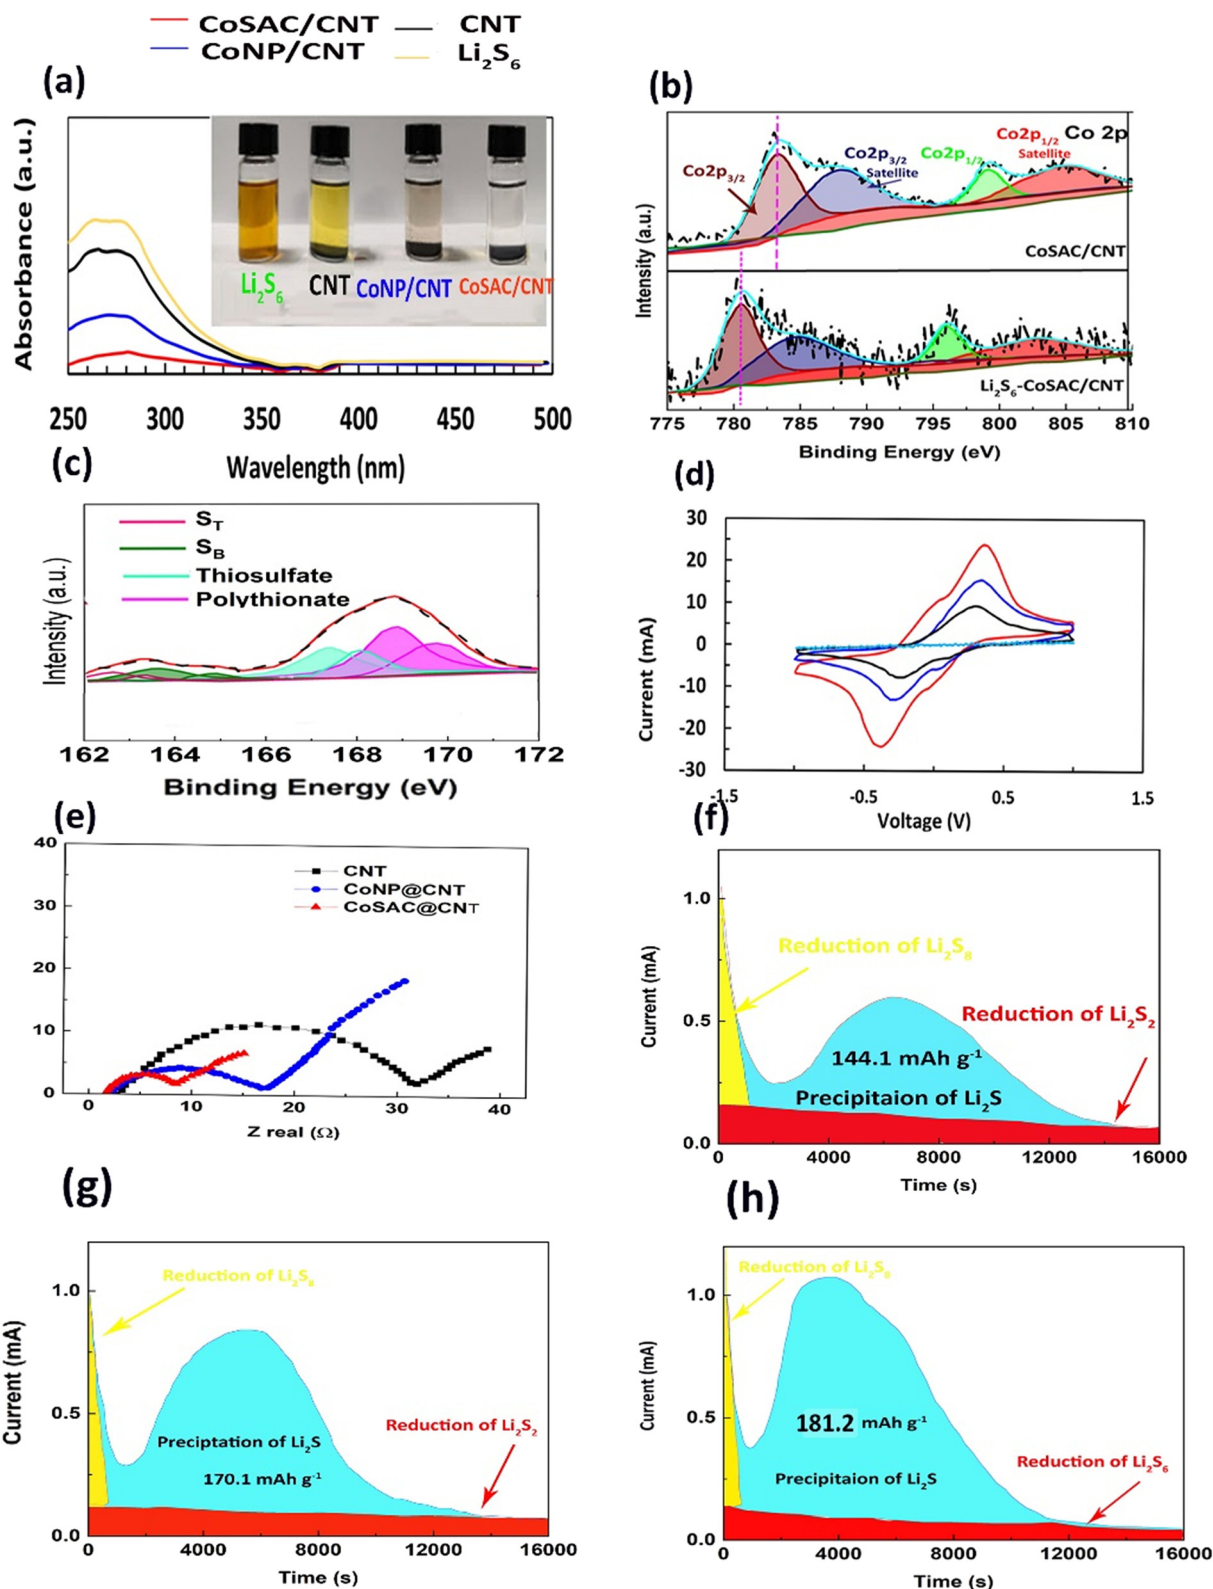 CoSAC/CNT CNT
CoNP/CNT Li₂S₆
(a)
Absorbance (a.u.)
Li₂S₆ CNT CoNP/CNT CoSAC/CNT
250 300 350 400 450 500
Wavelength (nm)
(b)
Intensity (a.u.)
Co2p₃/₂
Co2p₃/₂
Satellite
Co2p₁/₂
Co2p₁/₂
Satellite
Co 2p
CoSAC/CNT
Li₂S₆-CoSAC/CNT
775 780 785 790 795 800 805 810
Binding Energy (eV)
(c)
Intensity (a.u.)
S_T
S_B
Thiosulfate
Polythionate
162 164 166 168 170 172
Binding Energy (eV)
(d)
Current (mA)
30
20
10
0
-10
-20
-30
-1.5 -0.5 0.5 1.5
Voltage (V)
(e)
40
30
20
10
0
CNT
CoNP@CNT
CoSAC@CNT
0 10 20 30 40
Z real (Ω)
(f)
Current (mA)
1.0
0.5
0.0
Reduction of Li₂S₈
Reduction of Li₂S₂
144.1 mAh g⁻¹
Precipitaion of Li₂S
0 4000 8000 12000 16000
Time (s)
(g)
Current (mA)
1.0
0.5
0.0
Reduction of Li₂S₈
Reduction of Li₂S₂
Preciptation of Li₂S
170.1 mAh g⁻¹
0 4000 8000 12000 16000
Time (s)
(h)
Current (mA)
1.0
0.5
0.0
Reduction of Li₂S₈
181.2 mAh g⁻¹
Reduction of Li₂S₆
Precipitaion of Li₂S
0 4000 8000 12000 16000
Time (s)